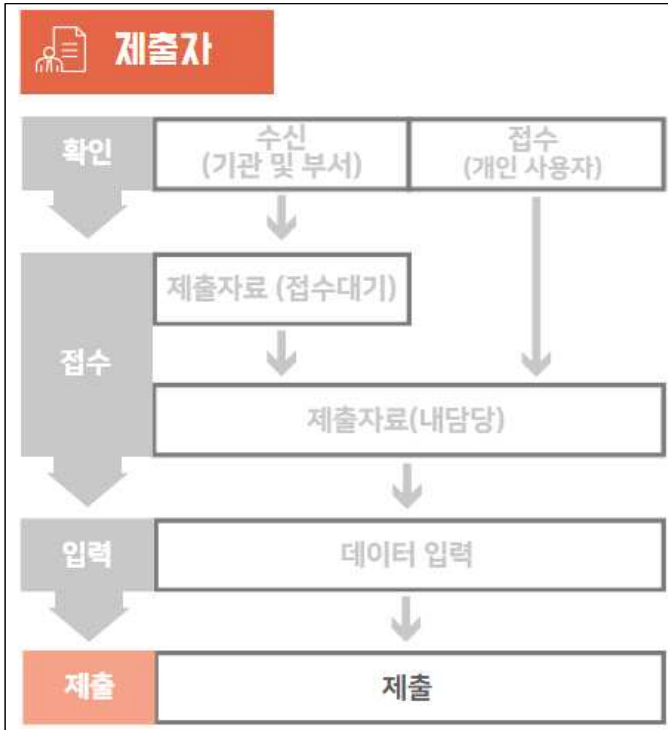 제출자
확인
수신
(기관 및 부서)
접수
(개인 사용자)
제출자료 (접수대기)
접수
제출자료(내담당)
입력
데이터 입력
제출
제출